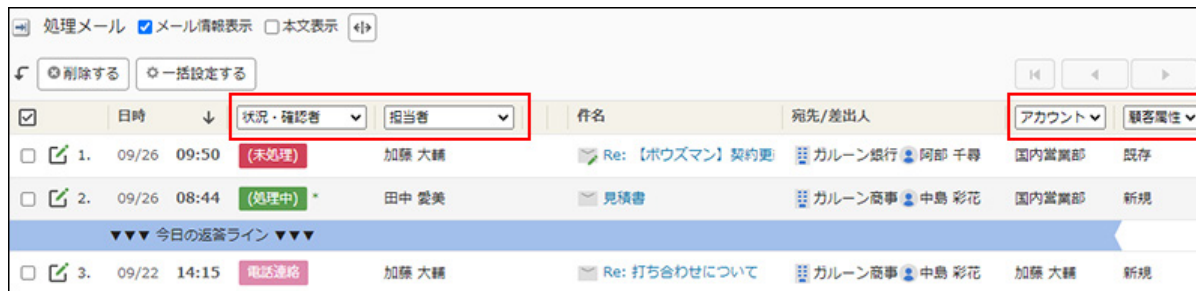 処理メール メール情報表示 本文表示
削除する 一括設定する
日時 ↓ 状況・確認者 担当者 件名 宛先/差出人 アカウント 顧客属性
1. 09/26 09:50 (未処理) 加藤 大輔 Re: 【ボウズマン】契約更 ガルーン銀行 阿部 千尋 国内営業部 既存
2. 09/26 08:44 (処理中) * 田中 愛美 見積書 ガルーン商事 中島 彩花 国内営業部 新規
▼▼▼ 今日の返答ライン ▼▼▼
3. 09/22 14:15 電話連絡 加藤 大輔 Re: 打ち合わせについて ガルーン商事 中島 彩花 加藤 大輔 新規